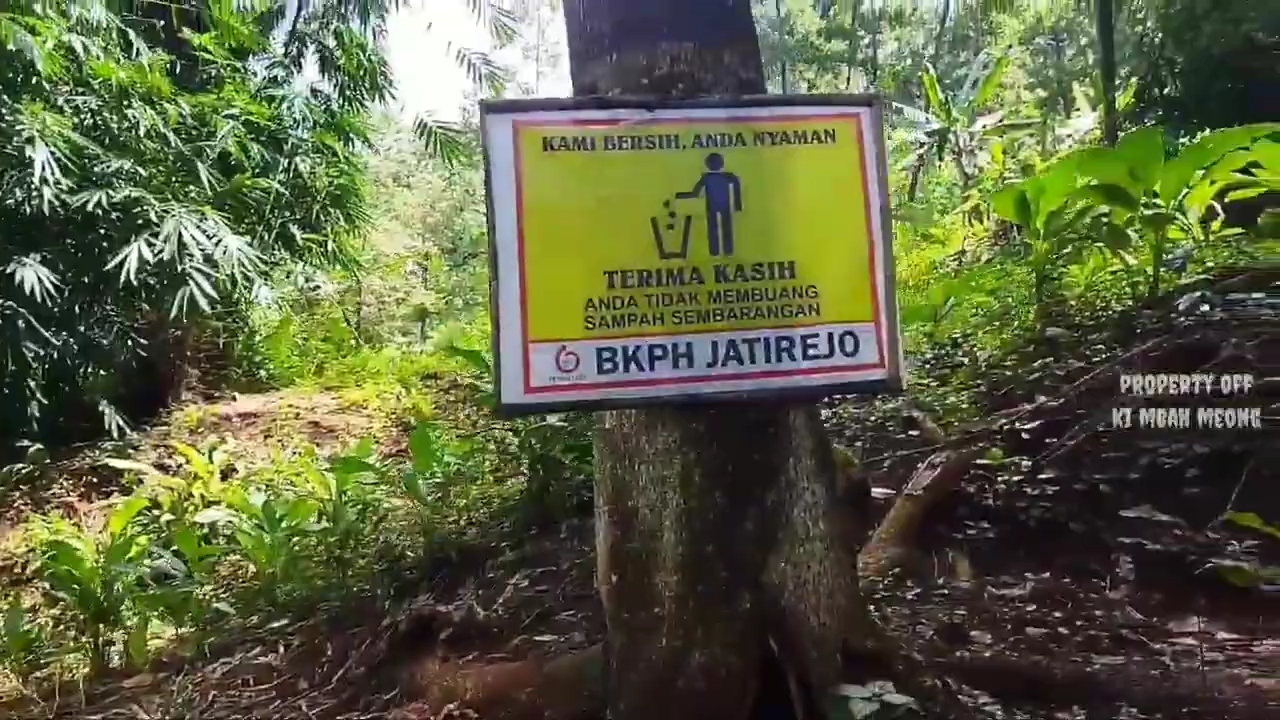 KAMI BERSIH, ANDA NYAMAN
TERIMA KASIH
ANDA TIDAK MEMBUANG
SAMPAH SEMBARANGAN
BKPH JATIREJO
PROPERTY OFF
KI MBAH MEONG